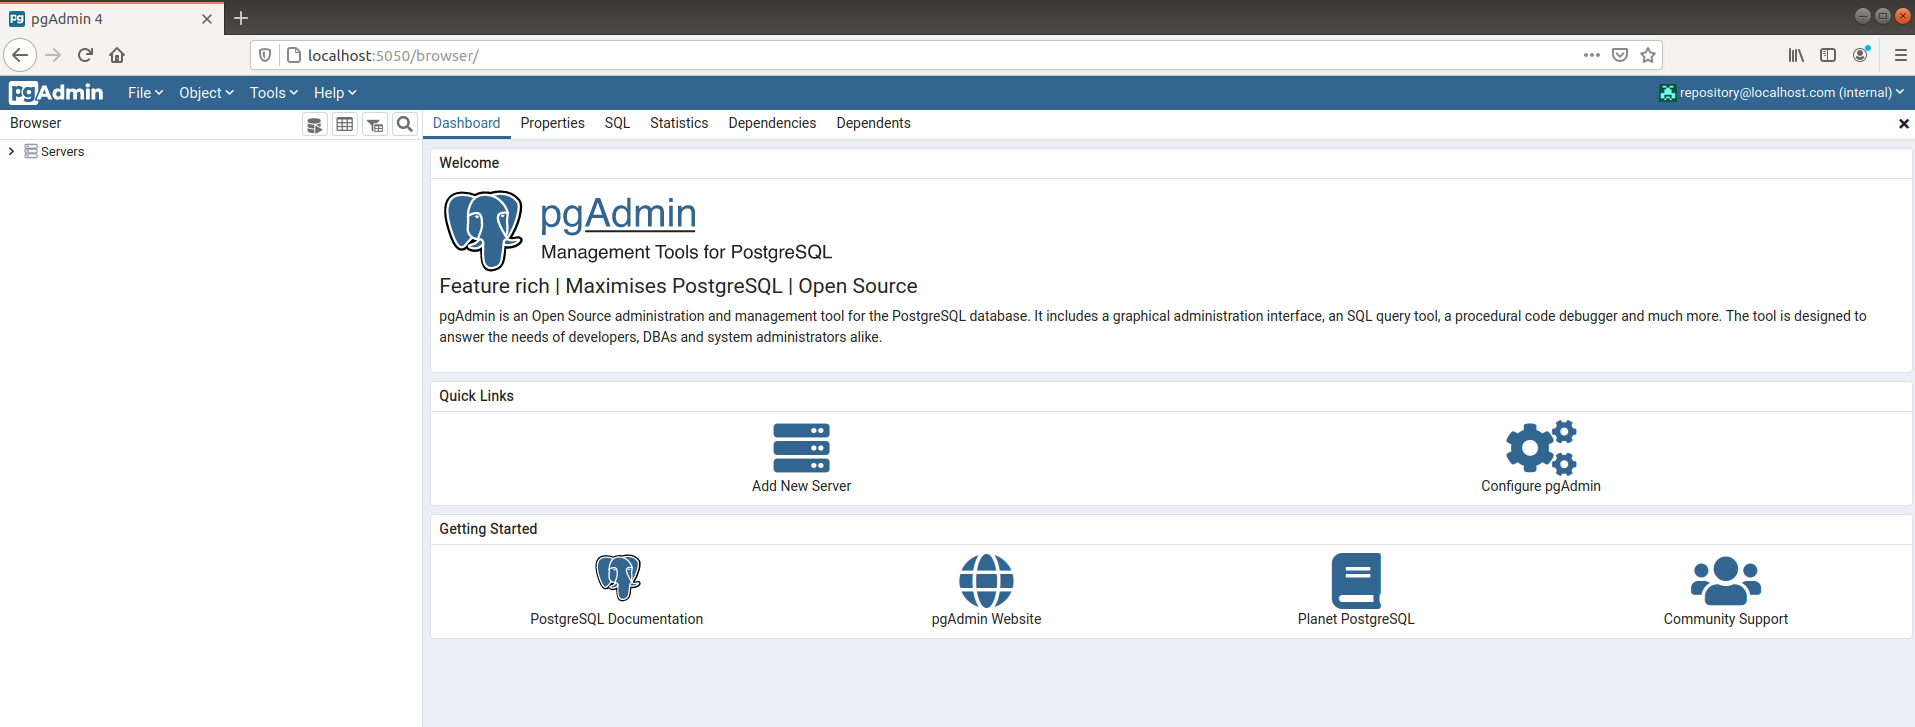 pgAdmin 4
localhost:5050/browser/
pgAdmin File Object Tools Help repository@localhost.com (internal)
Browser
Dashboard Properties SQL Statistics Dependencies Dependents
Servers
Welcome
pgAdmin
Management Tools for PostgreSQL
Feature rich | Maximises PostgreSQL | Open Source
pgAdmin is an Open Source administration and management tool for the PostgreSQL database. It includes a graphical administration interface, an SQL query tool, a procedural code debugger and much more. The tool is designed to
answer the needs of developers, DBAs and system administrators alike.
Quick Links
Add New Server
Configure pgAdmin
Getting Started
PostgreSQL Documentation
pgAdmin Website
Planet PostgreSQL
Community Support